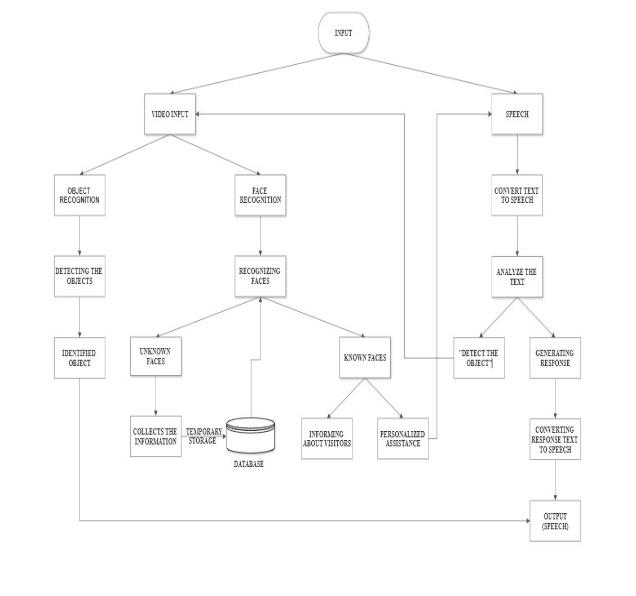 INPUT
VIDEO INPUT
SPEECH
OBJECT
RECOGNITION
FACE
RECOGNITION
CONVERT TEXT
TO SPEECH
DETECTING THE
OBJECTS
RECOGNIZING
FACES
ANALYZE THE
TEXT
IDENTIFIED
OBJECT
UNKNOWN
FACES
KNOWN FACES
"DETECT THE
OBJECT"
GENERATING
RESPONSE
COLLECTS THE
INFORMATION
TEMPORARY
STORAGE
DATABASE
INFORMING
ABOUT VISITORS
PERSONALIZED
ASSISTANCE
CONVERTING
RESPONSE TEXT
TO SPEECH
OUTPUT
(SPEECH)